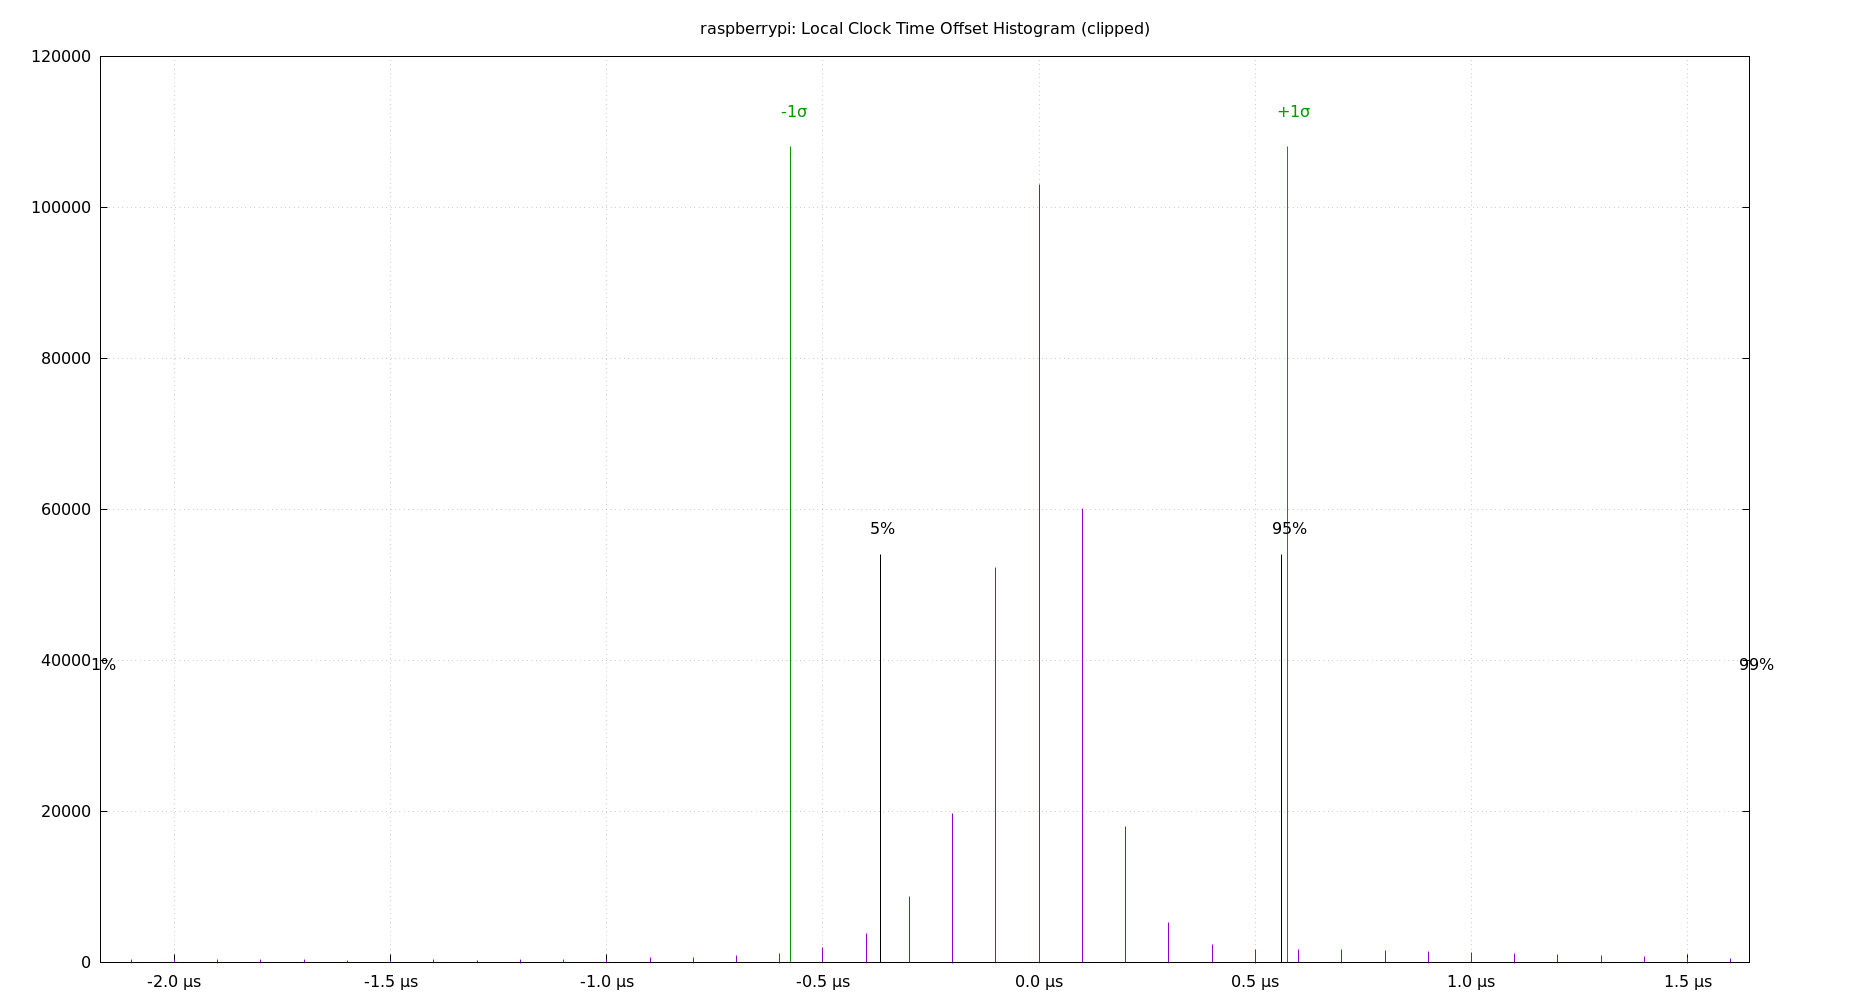 raspberrypi: Local Clock Time Offset Histogram (clipped)
120000
-1σ
+1σ
100000
80000
60000
5%
95%
40000
1%
99%
20000
0
-2.0 µs
-1.5 µs
-1.0 µs
-0.5 µs
0.0 µs
0.5 µs
1.0 µs
1.5 µs